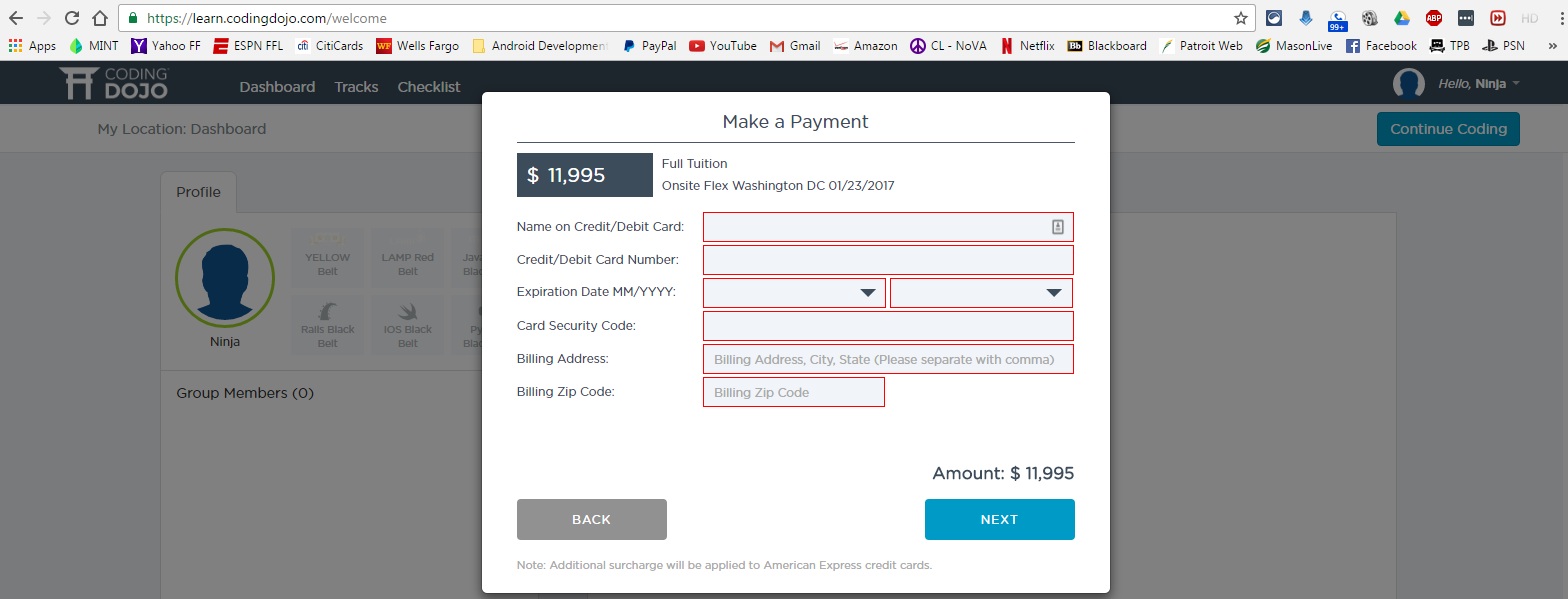 https://learn.codingdojo.com/welcome
99+
ABP
HD
Apps MINT Yahoo FF ESPN FFL citi CitiCards WF Wells Fargo Android Development PayPal YouTube Gmail Amazon CL - NoVA Netflix Bb Blackboard Patroit Web MasonLive Facebook TPB PSN »
CODING DOJO
Dashboard Tracks Checklist
Hello, Ninja
My Location: Dashboard
Continue Coding
Make a Payment
$ 11,995
Full Tuition
Onsite Flex Washington DC 01/23/2017
Profile
YELLOW Belt
LAMP Red Belt
Rails Black Belt
iOS Black Belt
Ninja
Group Members (0)
Name on Credit/Debit Card:
Credit/Debit Card Number:
Expiration Date MM/YYYY:
Card Security Code:
Billing Address: Billing Address, City, State (Please separate with comma)
Billing Zip Code: Billing Zip Code
Amount: $ 11,995
BACK NEXT
Note: Additional surcharge will be applied to American Express credit cards.